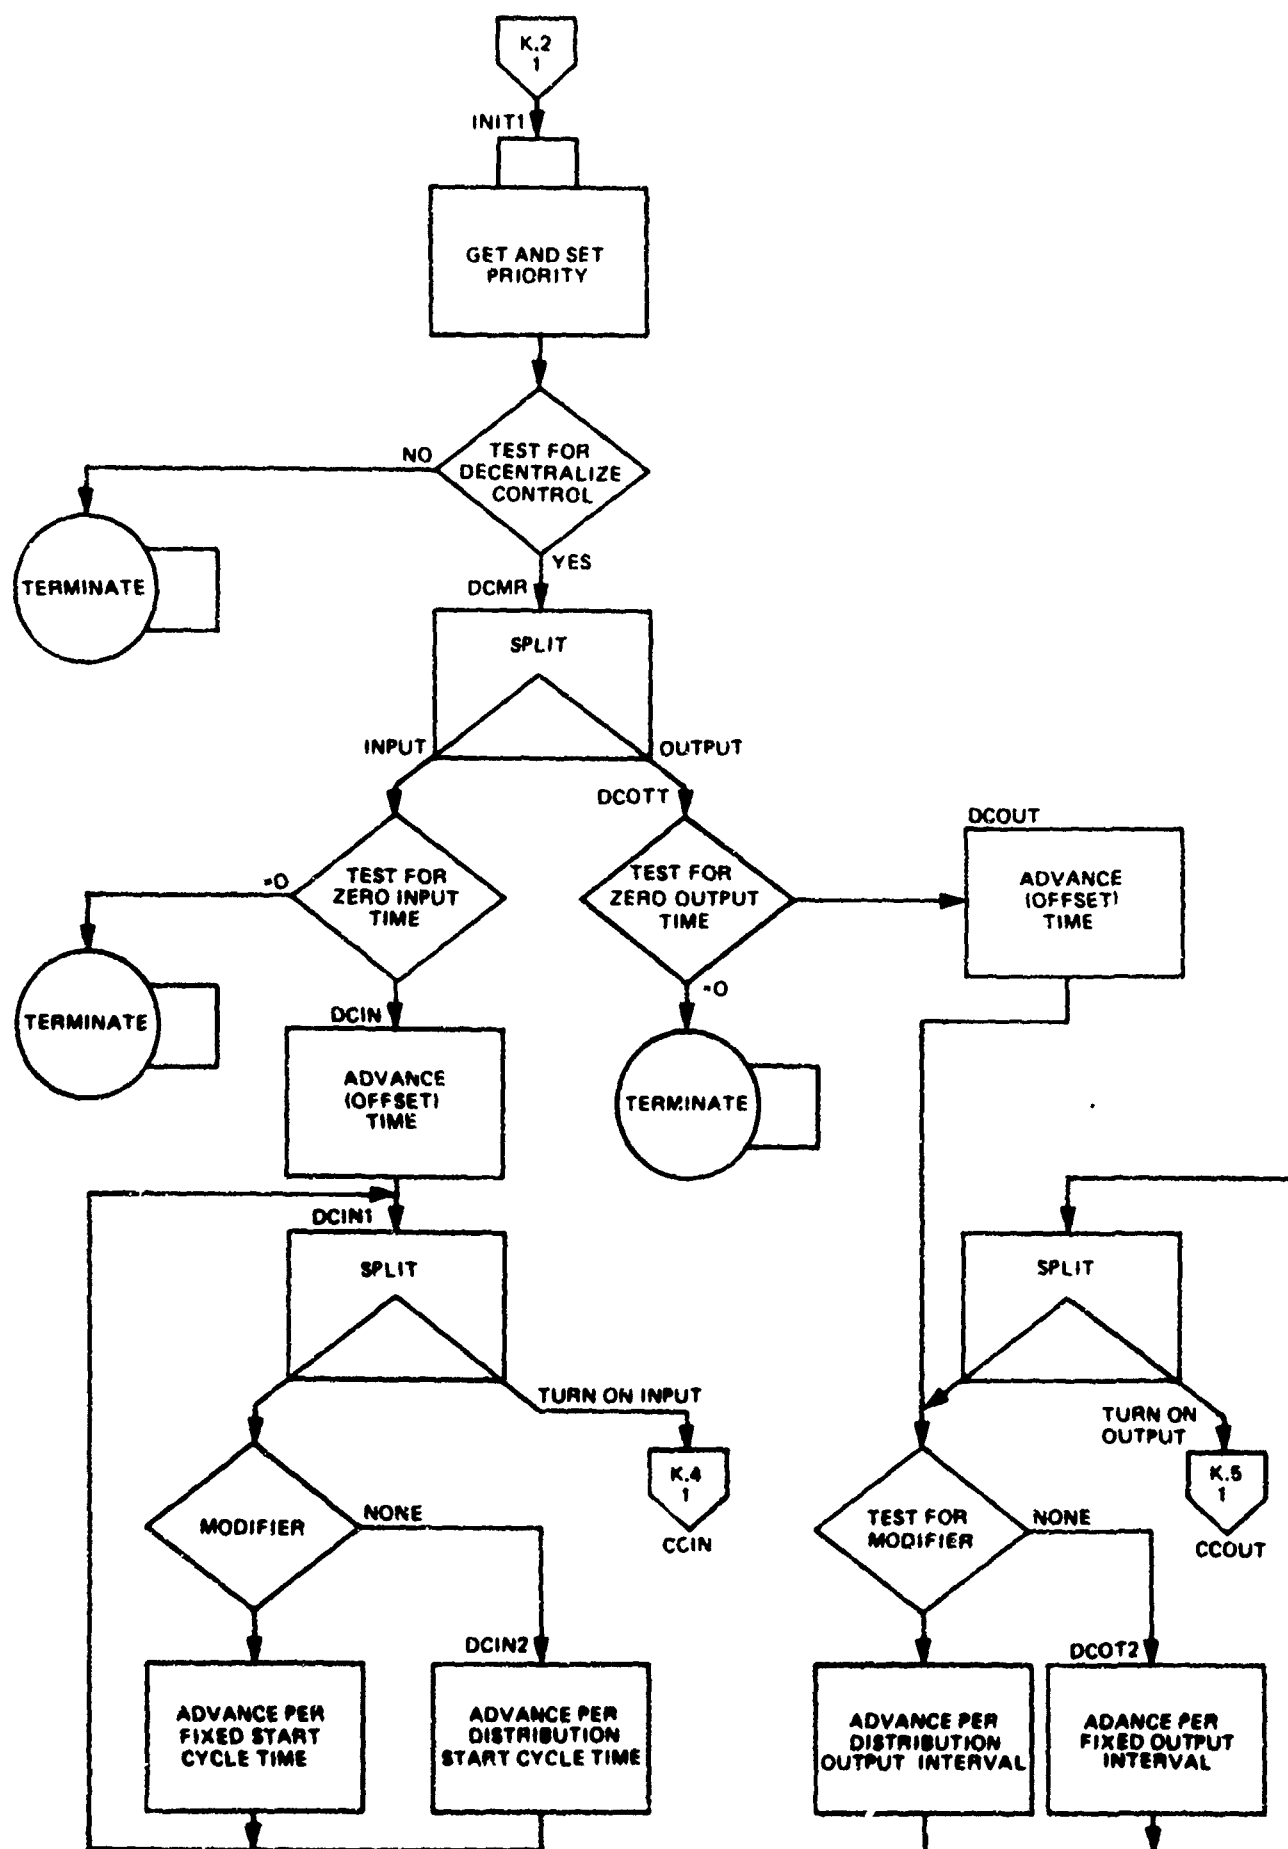 K.2
1
INIT1
GET AND SET
PRIORITY
NO
TEST FOR
DECENTRALIZE
CONTROL
YES
TERMINATE
DCMR
SPLIT
INPUT
OUTPUT
DCOTT
DCOUT
=0
TEST FOR
ZERO INPUT
TIME
TEST FOR
ZERO OUTPUT
TIME
ADVANCE
(OFFSET)
TIME
=0
TERMINATE
DCIN
ADVANCE
(OFFSET)
TIME
TERMINATE
DCIN1
SPLIT
SPLIT
TURN ON INPUT
TURN ON
OUTPUT
K.4
1
CCIN
K.5
1
CCOUT
MODIFIER
NONE
TEST FOR
MODIFIER
NONE
DCIN2
DCOT2
ADVANCE PER
FIXED START
CYCLE TIME
ADVANCE PER
DISTRIBUTION
START CYCLE TIME
ADVANCE PER
DISTRIBUTION
OUTPUT INTERVAL
ADANCE PER
FIXED OUTPUT
INTERVAL